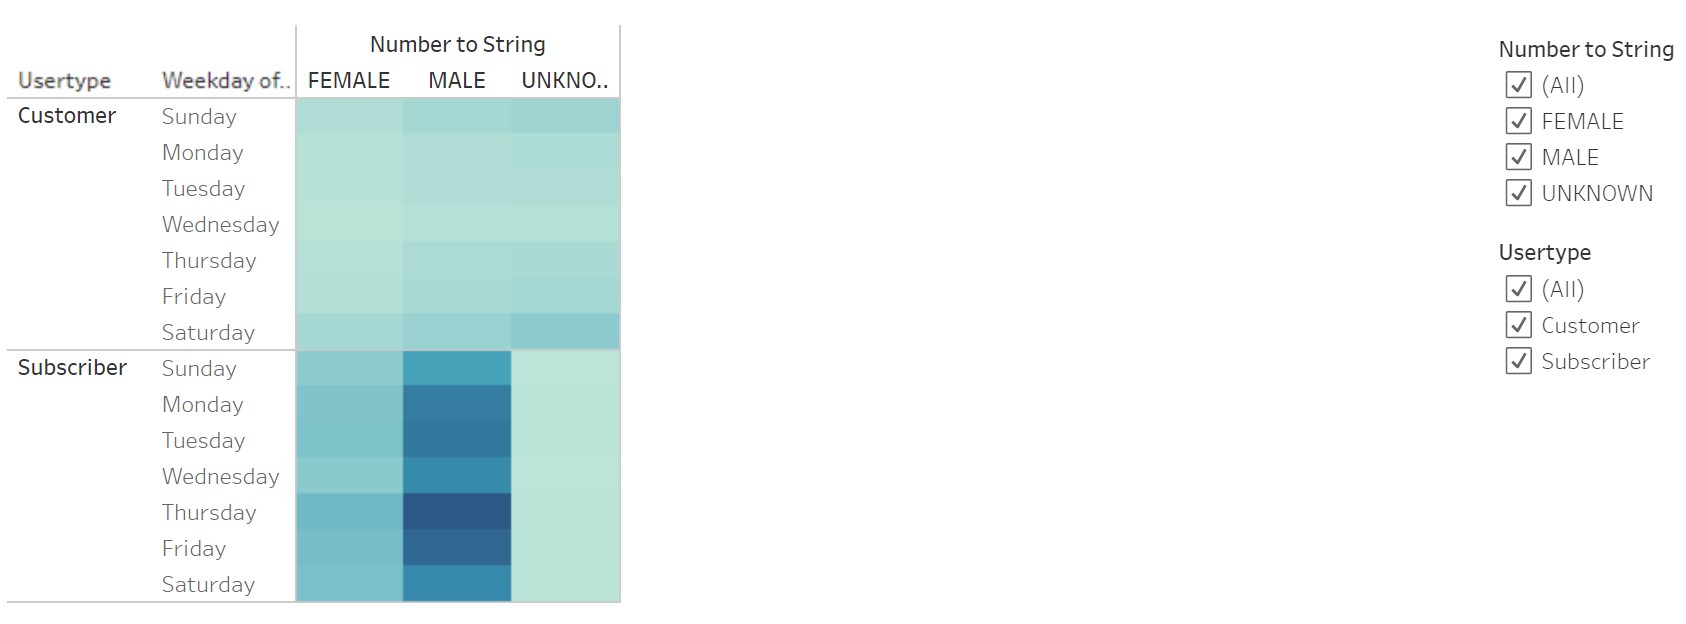 Number to String
Usertype Weekday of.. FEMALE MALE UNKNO..
Customer Sunday
Monday
Tuesday
Wednesday
Thursday
Friday
Saturday
Subscriber Sunday
Monday
Tuesday
Wednesday
Thursday
Friday
Saturday
Number to String
(All)
FEMALE
MALE
UNKNOWN
Usertype
(All)
Customer
Subscriber